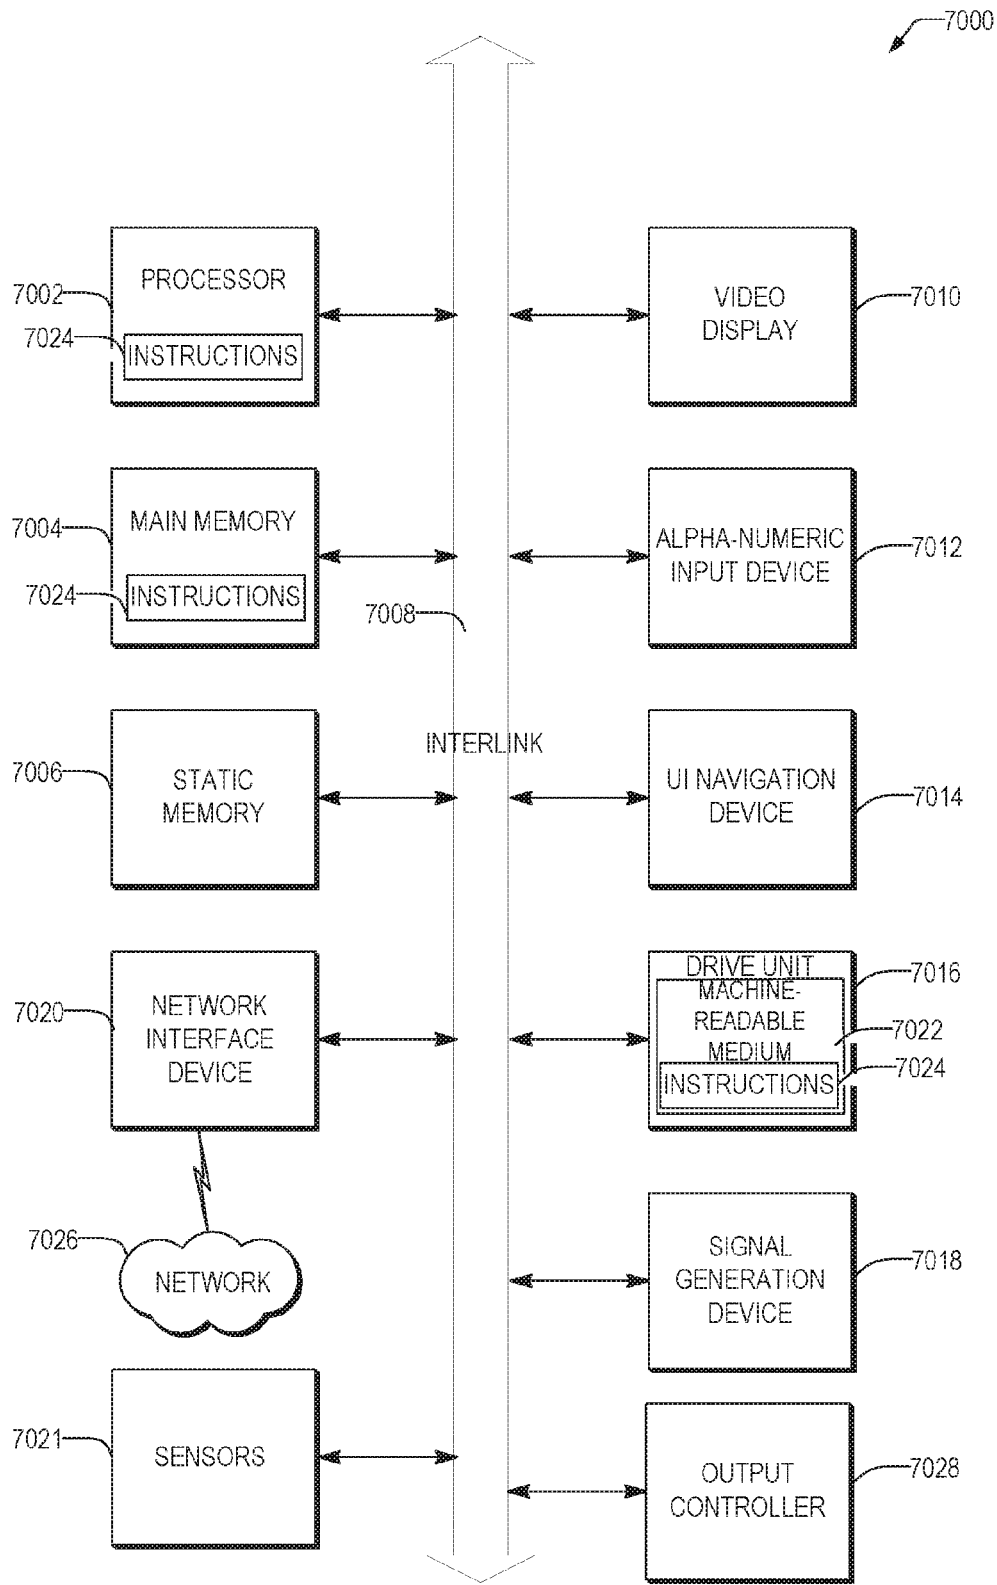 7000
PROCESSOR
7002
7024
INSTRUCTIONS
VIDEO
DISPLAY
7010
MAIN MEMORY
7004
7024
INSTRUCTIONS
7008
ALPHA-NUMERIC
INPUT DEVICE
7012
INTERLINK
7006
STATIC
MEMORY
UI NAVIGATION
DEVICE
7014
7020
NETWORK
INTERFACE
DEVICE
DRIVE UNIT
7016
MACHINE-
READABLE
MEDIUM
7022
INSTRUCTIONS
7024
7026
NETWORK
SIGNAL
GENERATION
DEVICE
7018
7021
SENSORS
OUTPUT
CONTROLLER
7028